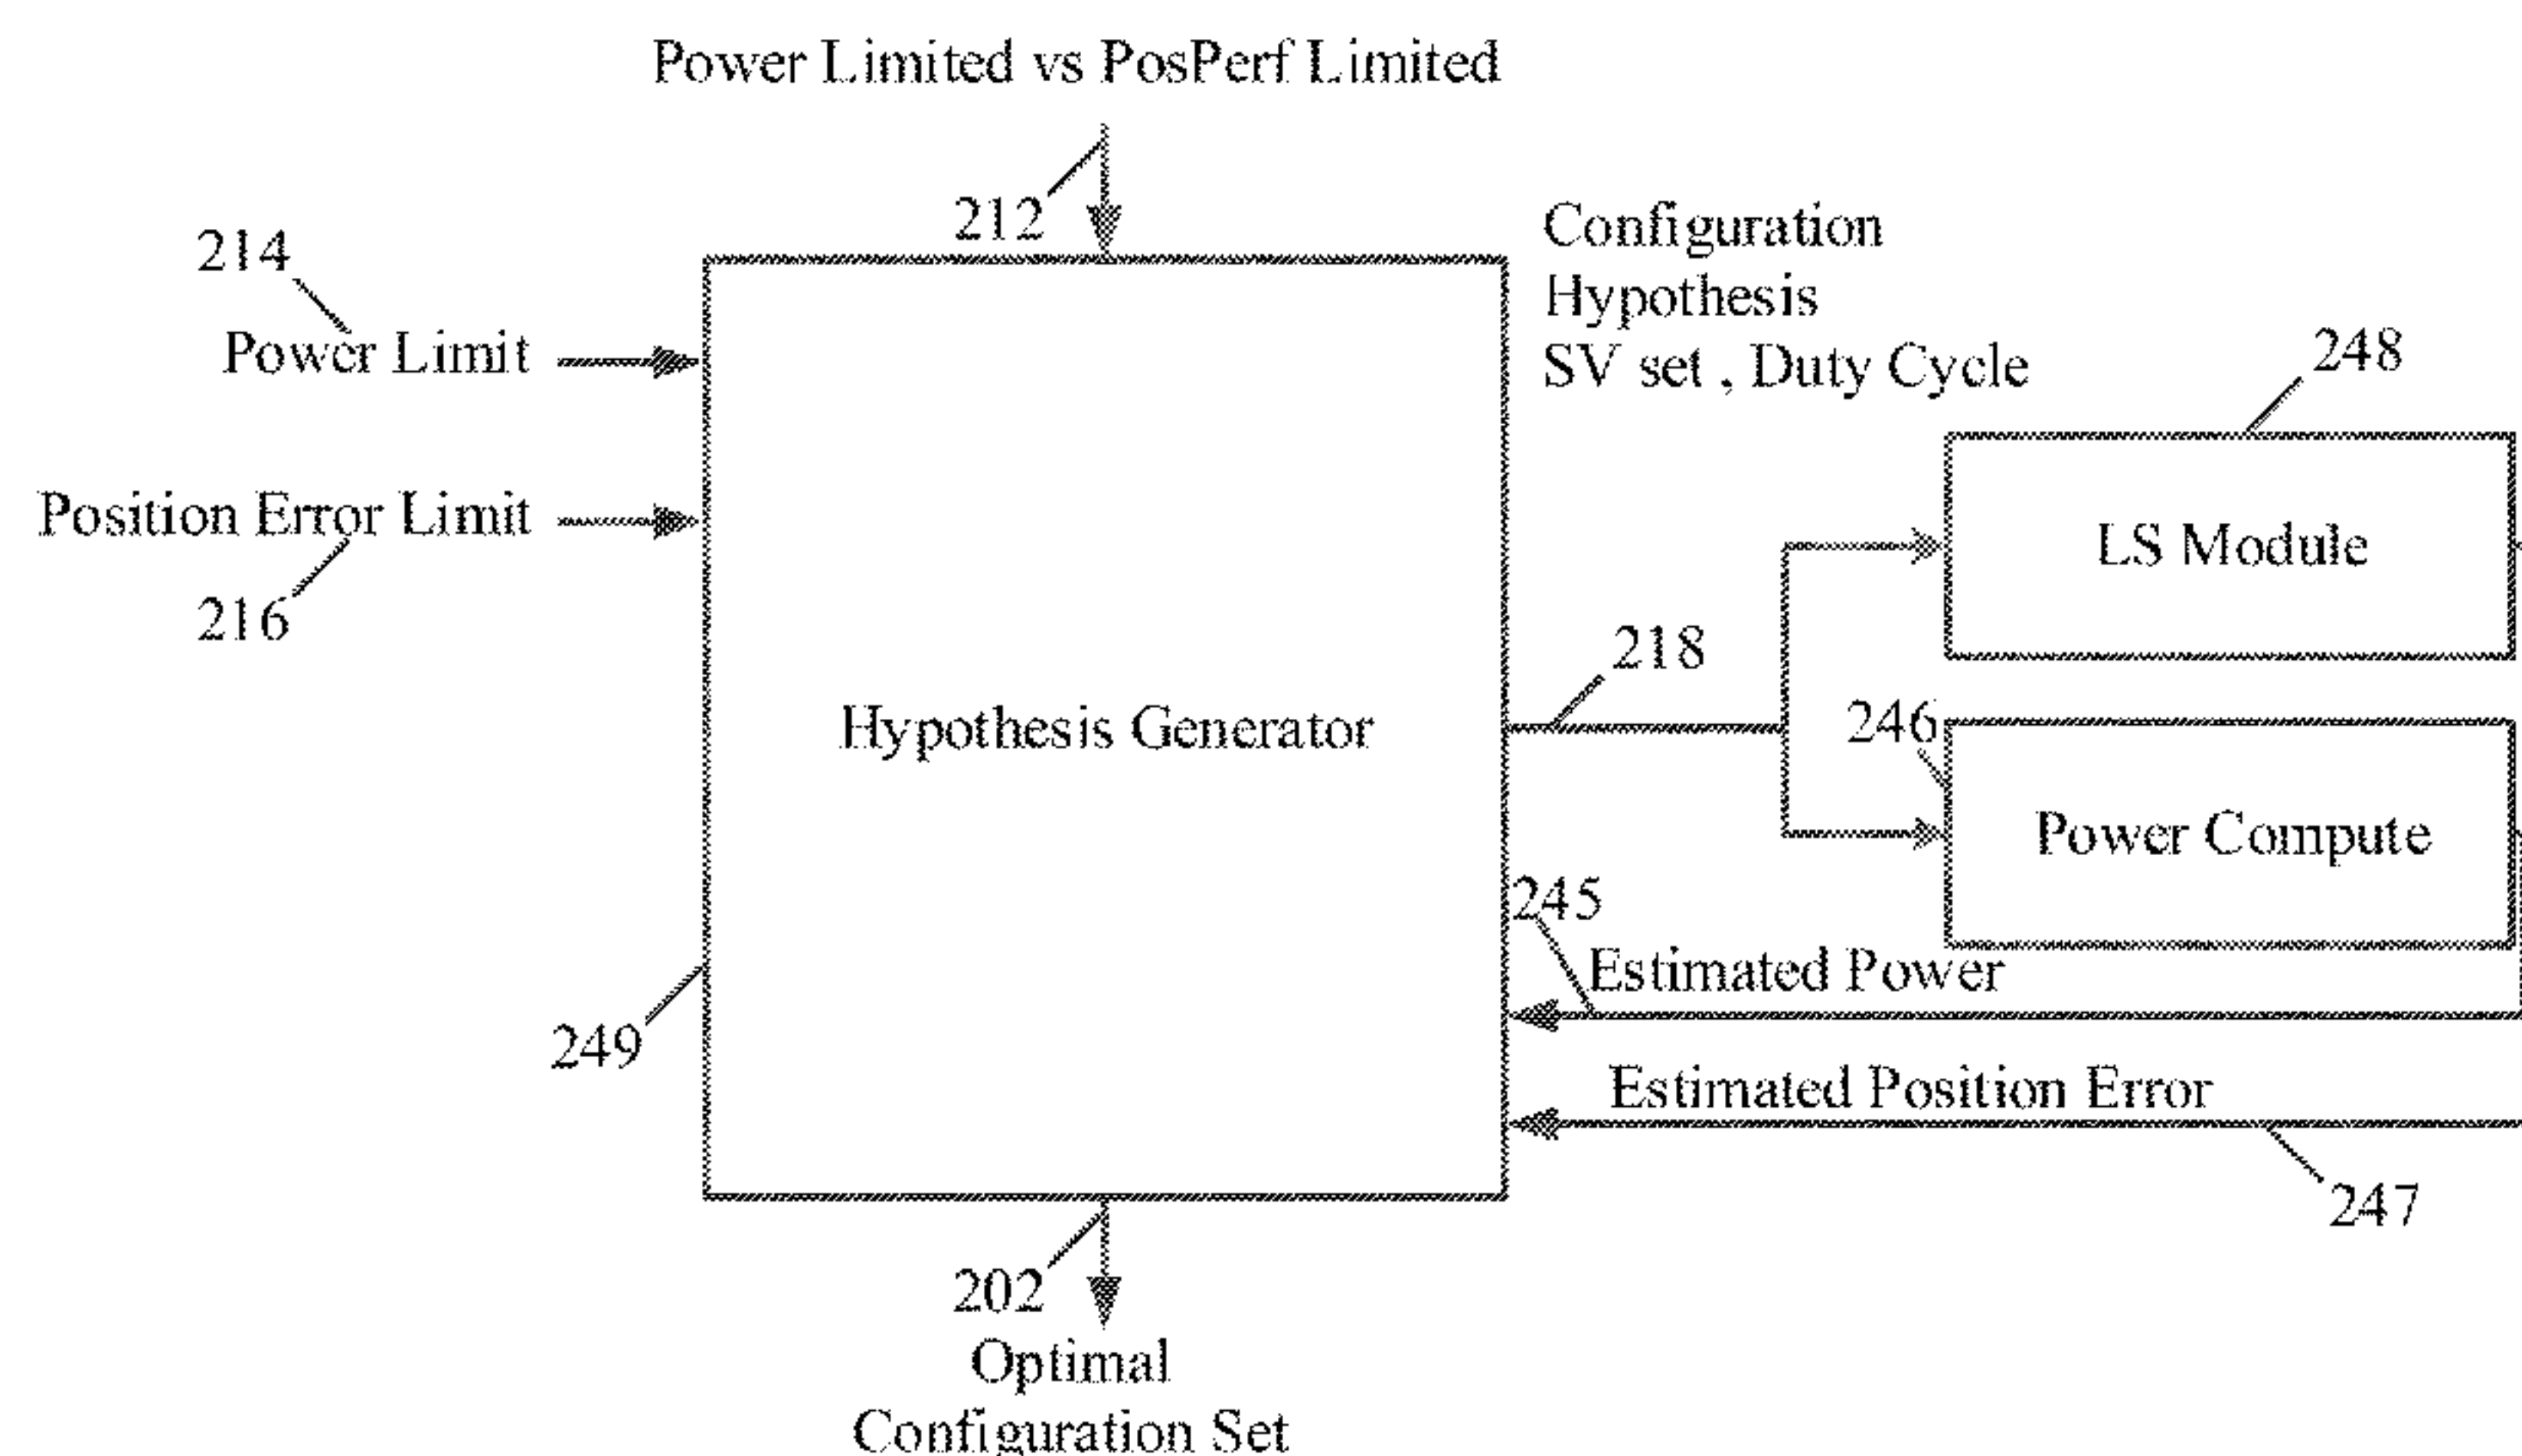 Power Limited vs PosPerf Limited
212
214
Power Limit
Configuration
Hypothesis
SV set , Duty Cycle
248
Position Error Limit
216
LS Module
218
Hypothesis Generator
246
Power Compute
245
Estimated Power
249
Estimated Position Error
247
202
Optimal
Configuration Set